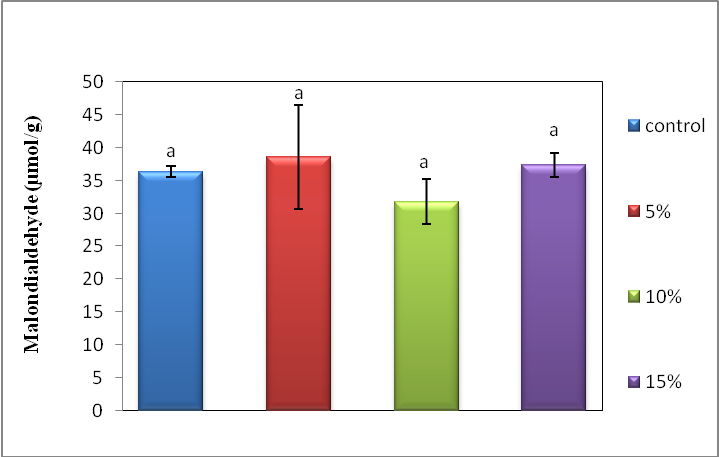 Malondialdehyde (μmol/g)
50
45
40
35
30
25
20
15
10
5
0
a
a
a
a
control
5%
10%
15%